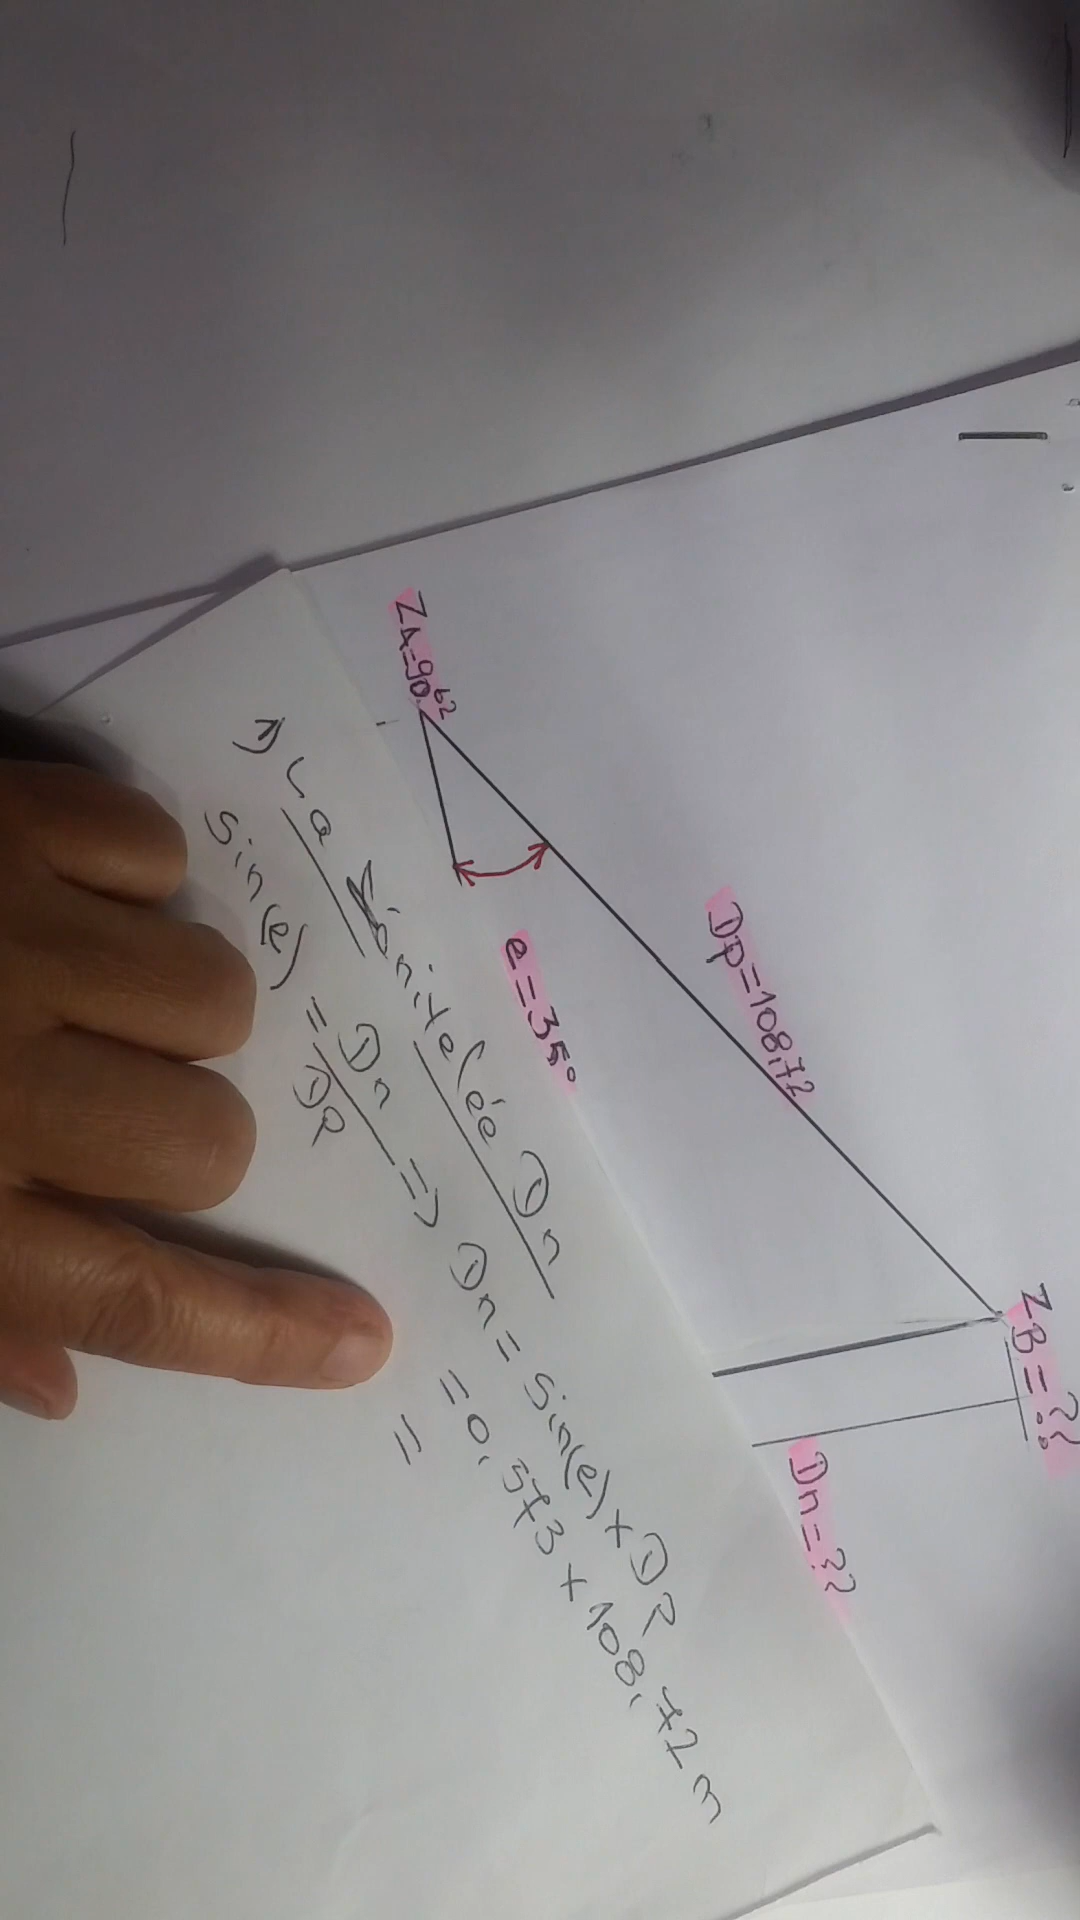 ZA=90.62
Dp=108,72
ZB=??
e=35°
Dn=??
1) La Dn
sin(e) = Dn/DP => Dn = sin(e) x DP
= 0,573 x 108,72 m
=